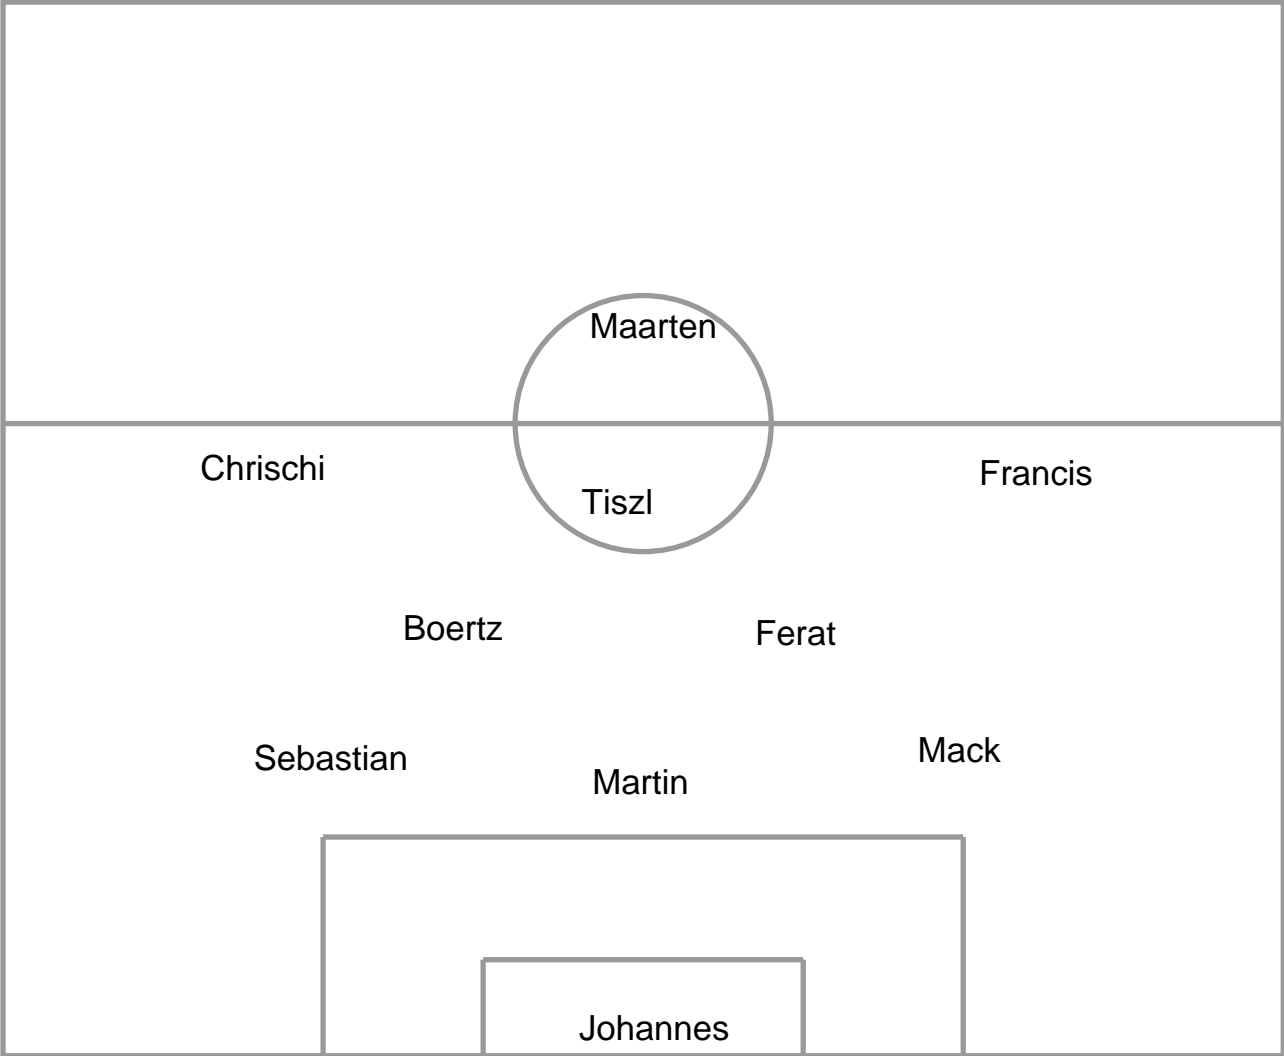 Maarten
Chrischi
Francis
Tiszl
Boertz
Ferat
Sebastian
Mack
Martin
Johannes